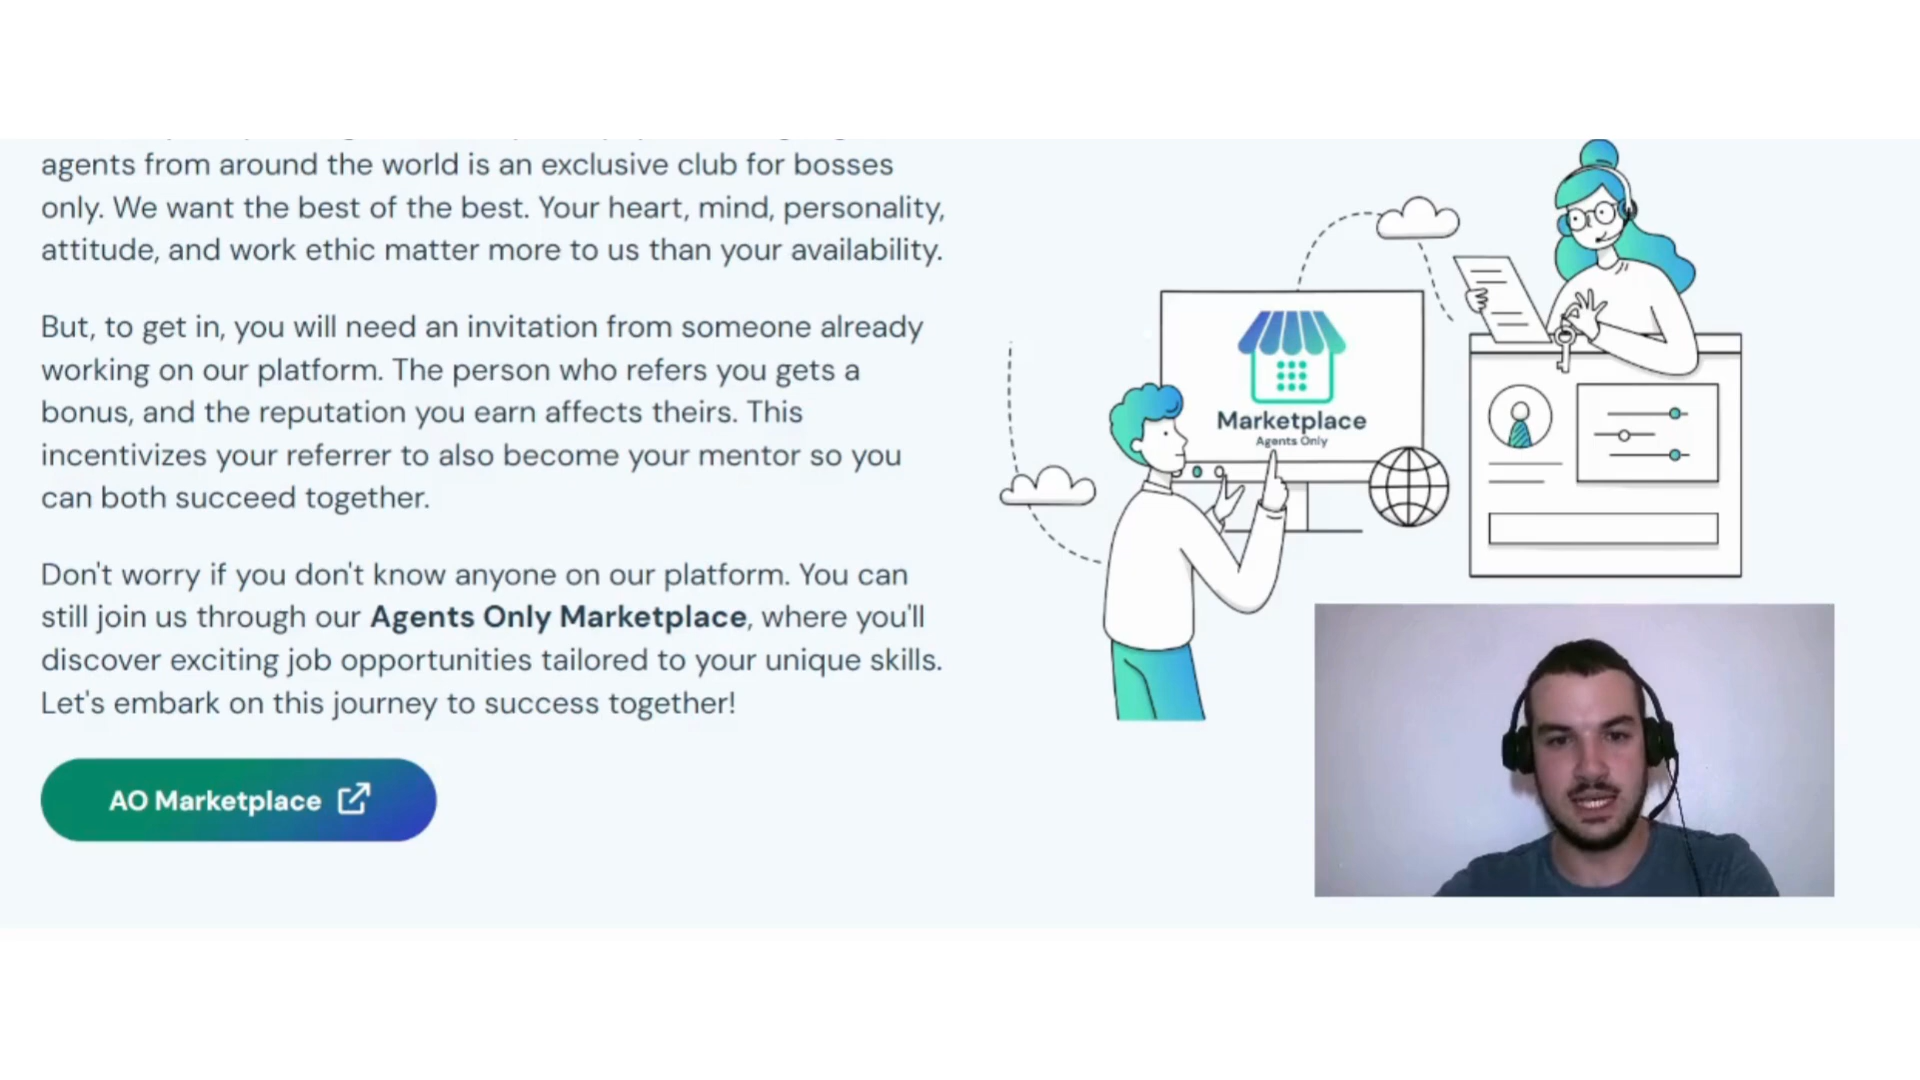 agents from around the world is an exclusive club for bosses
only. We want the best of the best. Your heart, mind, personality,
attitude, and work ethic matter more to us than your availability.
But, to get in, you will need an invitation from someone already
working on our platform. The person who refers you gets a
bonus, and the reputation you earn affects theirs. This
incentivizes your referrer to also become your mentor so you
can both succeed together.
Don't worry if you don't know anyone on our platform. You can
still join us through our Agents Only Marketplace, where you'll
discover exciting job opportunities tailored to your unique skills.
Let's embark on this journey to success together!
AO Marketplace
Marketplace
Agents Only